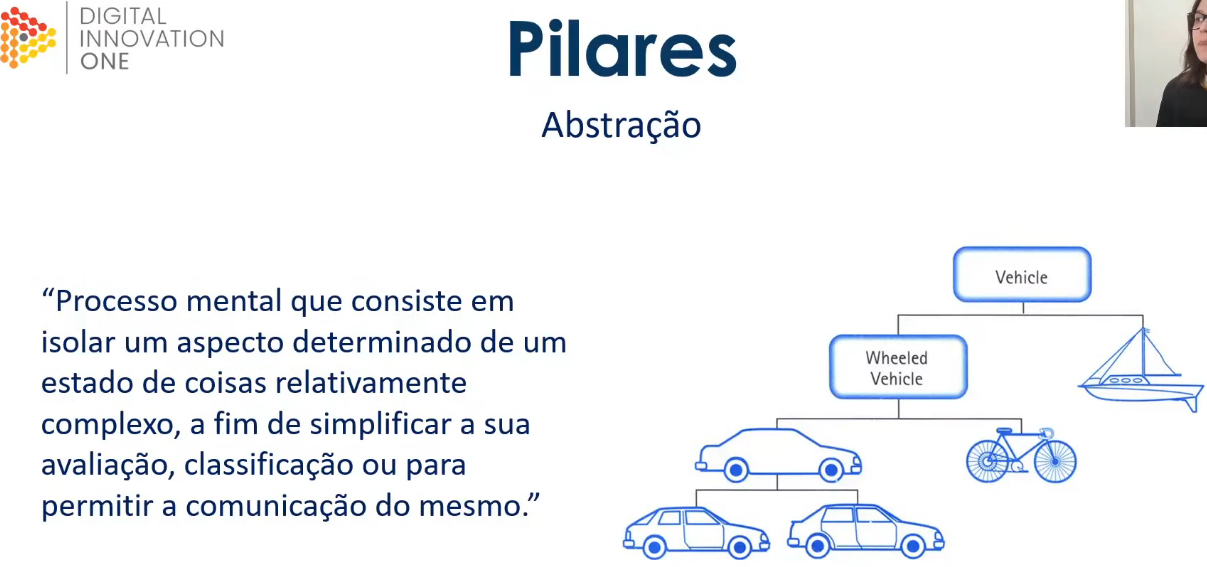 DIGITAL
INNOVATION
ONE
Pilares
Abstração
“Processo mental que consiste em
isolar um aspecto determinado de um
estado de coisas relativamente
complexo, a fim de simplificar a sua
avaliação, classificação ou para
permitir a comunicação do mesmo.”
Vehicle
Wheeled
Vehicle